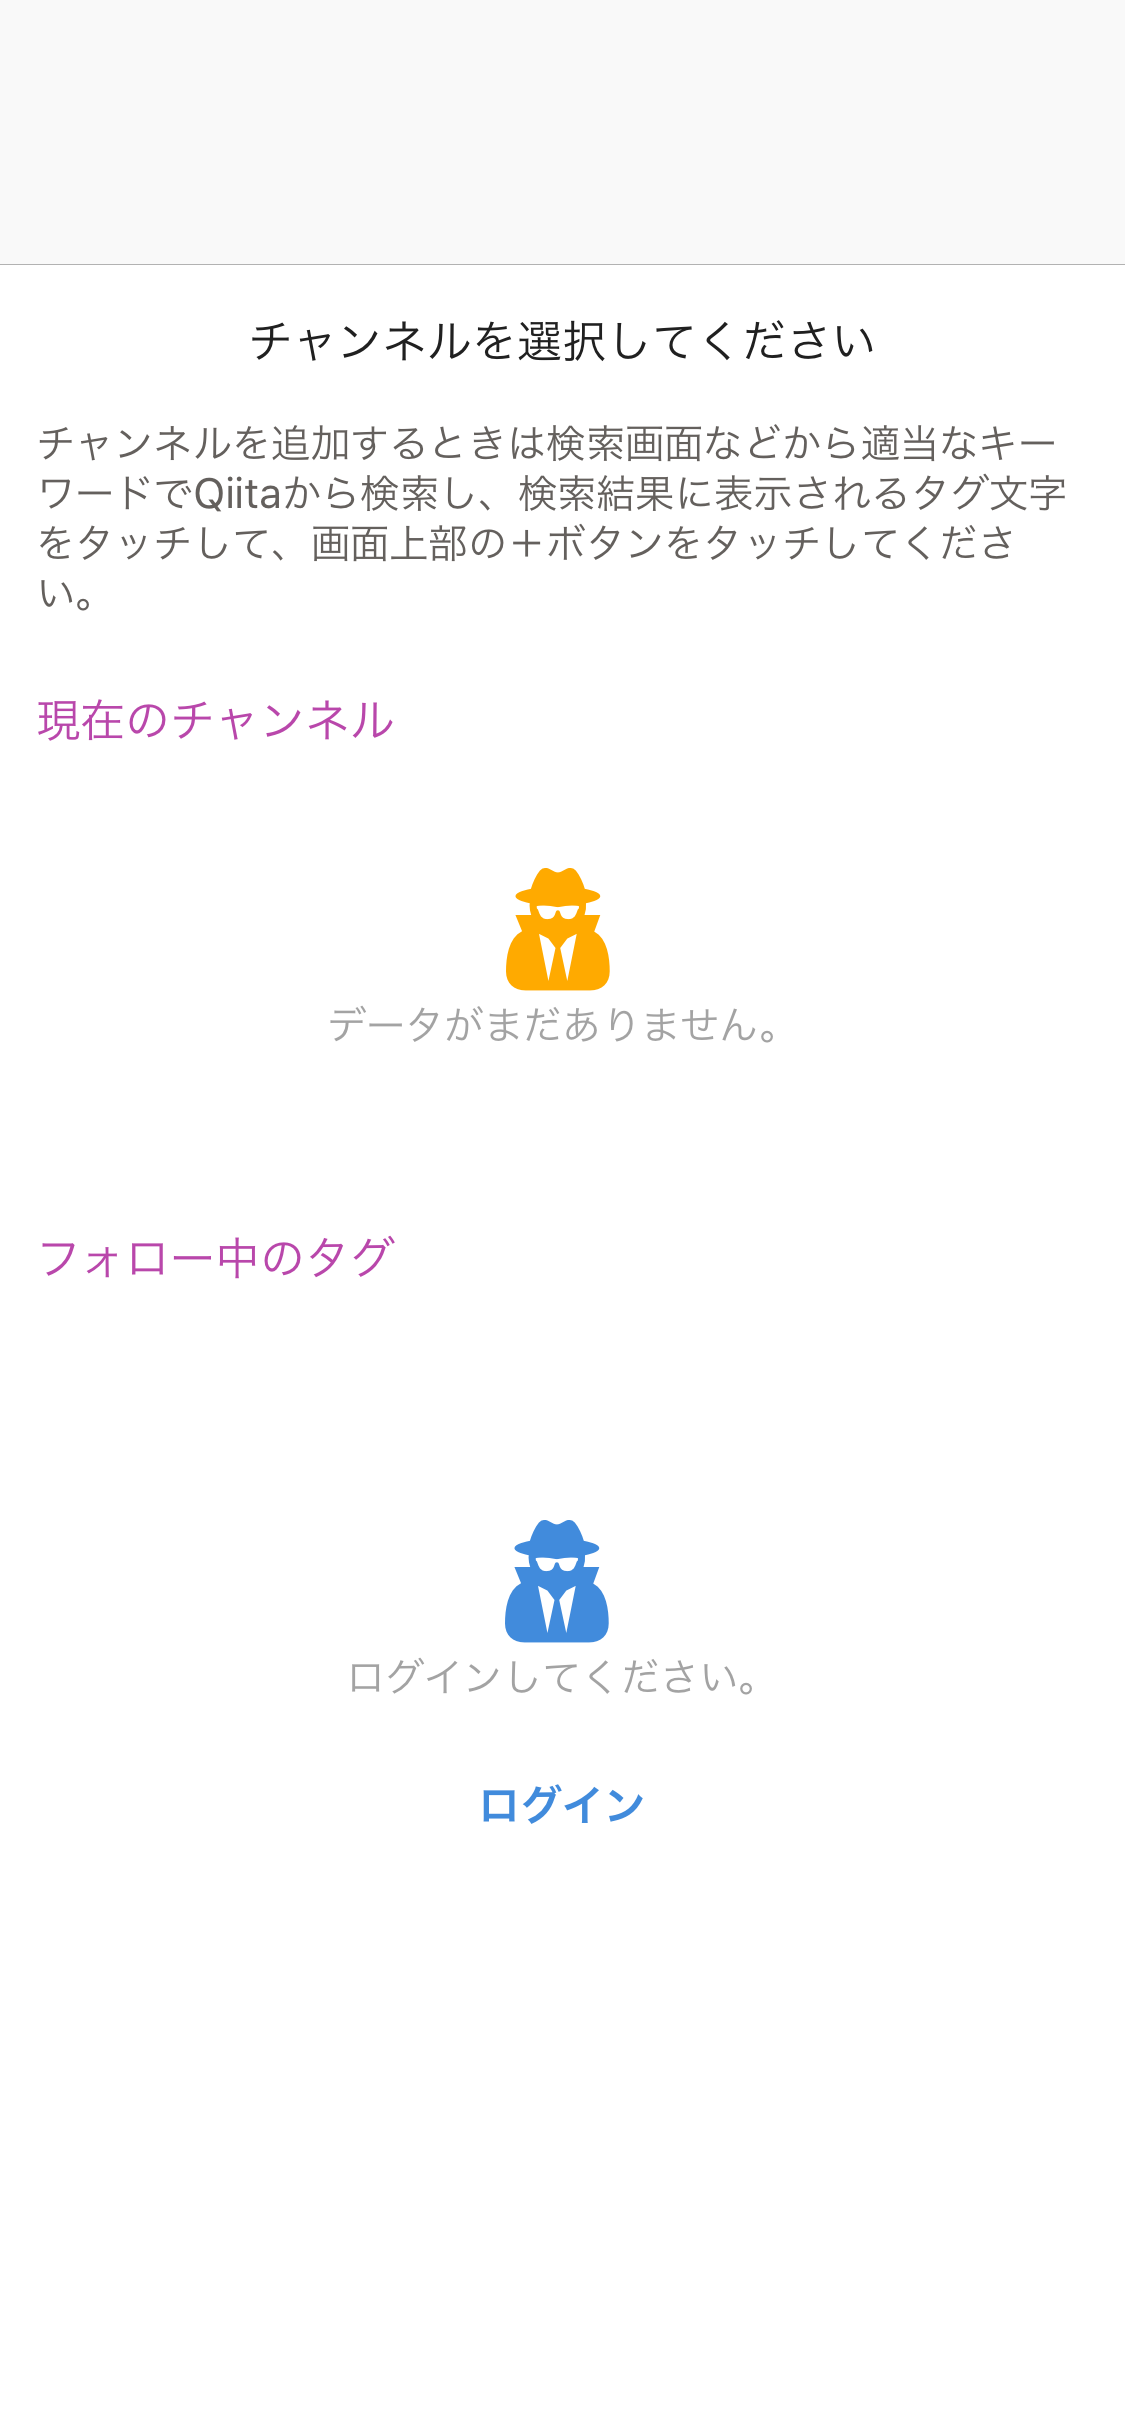 チャンネルを選択してください
チャンネルを追加するときは検索画面などから適当なキー
ワードでQiitaから検索し、検索結果に表示されるタグ文字
をタッチして、画面上部の＋ボタンをタッチしてくださ
い。
現在のチャンネル
データがまだありません。
フォロー中のタグ
ログインしてください。
ログイン